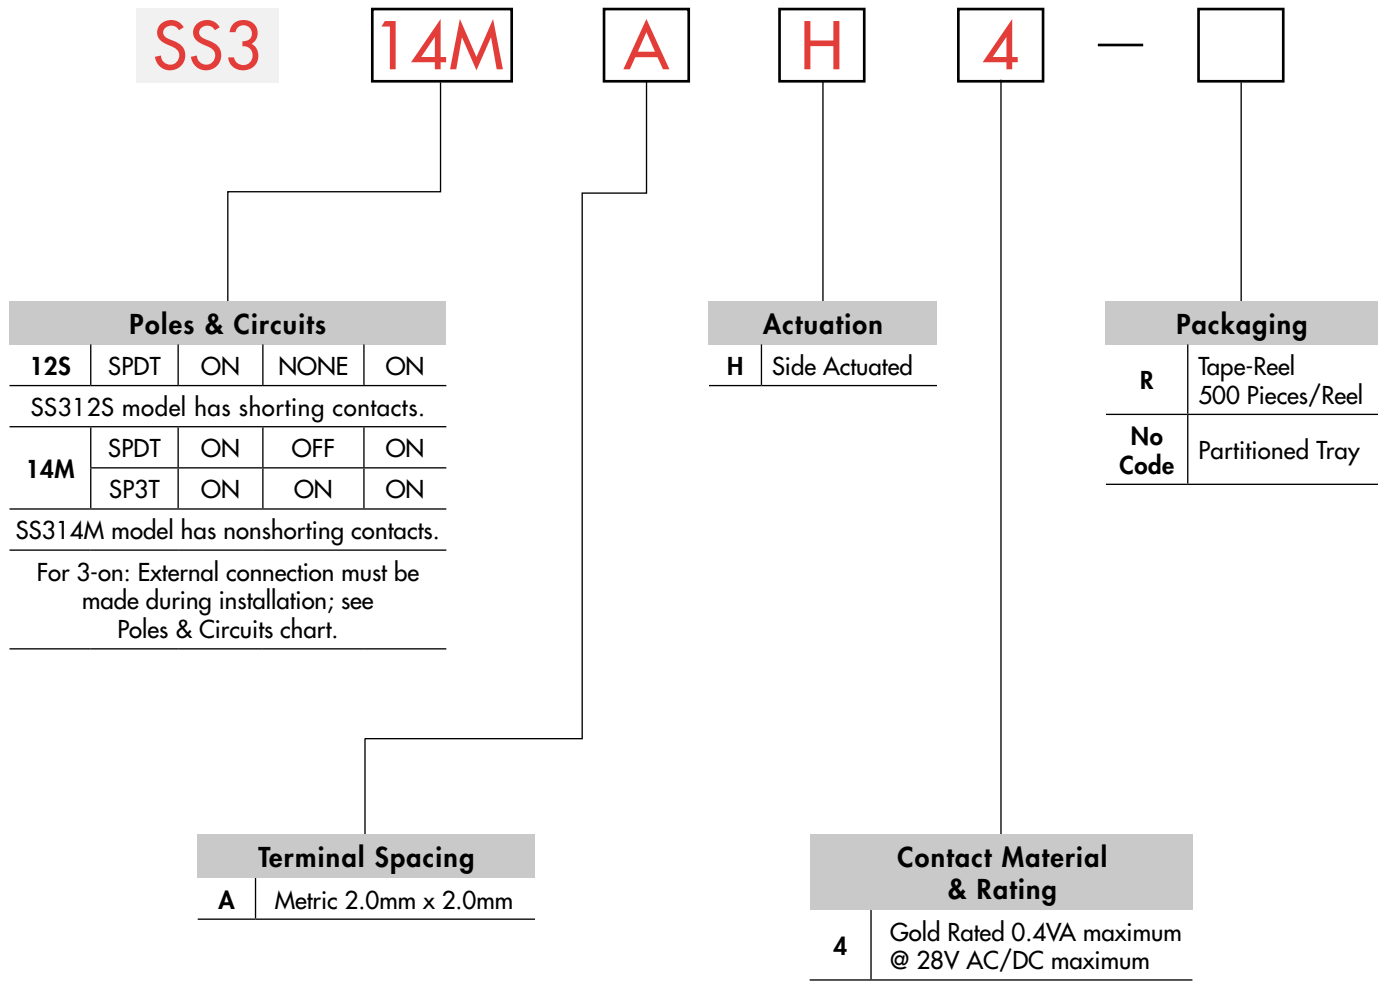 SS3 14M A H 4 —
Poles & Circuits
12S SPDT ON NONE ON
SS312S model has shorting contacts.
14M SPDT ON OFF ON
SP3T ON ON ON
SS314M model has nonshorting contacts.
For 3-on: External connection must be
made during installation; see
Poles & Circuits chart.
Actuation
H Side Actuated
Packaging
R Tape-Reel
500 Pieces/Reel
No
Code Partitioned Tray
Terminal Spacing
A Metric 2.0mm x 2.0mm
Contact Material
& Rating
4 Gold Rated 0.4VA maximum
@ 28V AC/DC maximum